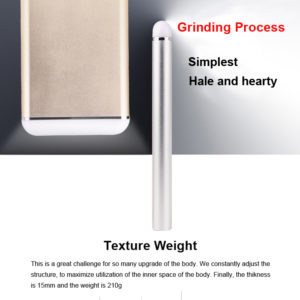 Grinding Process
Simplest
Hale and hearty
Texture Weight
This is a great challenge for so many upgrade of the body. We constantly adjust the
structure, to maximize utilization of the inner space of the body. Finally, the thikness
is 15mm and the weight is 210g